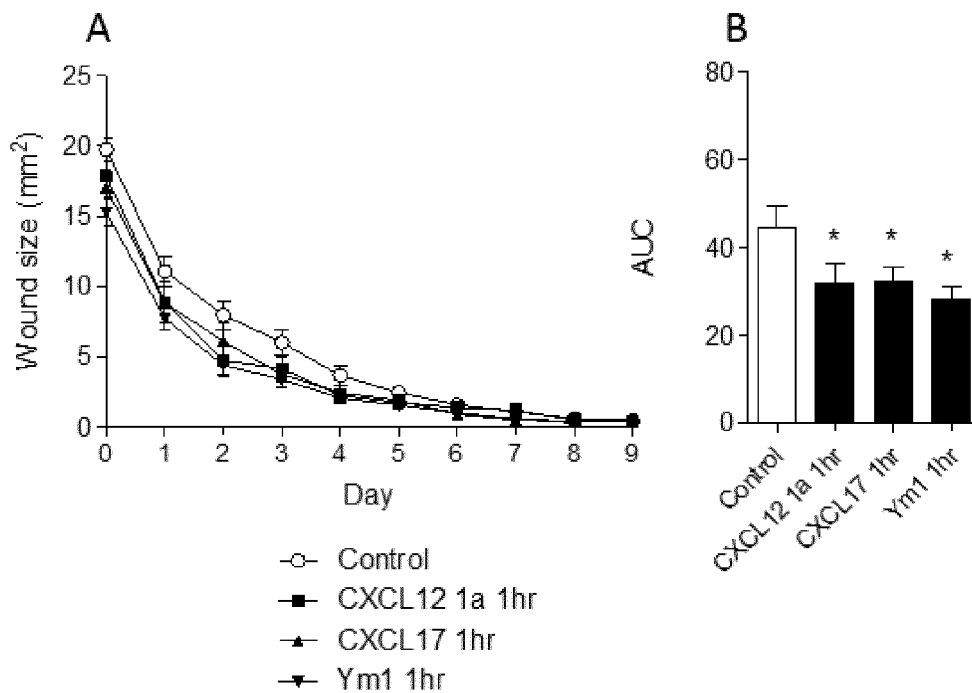 A
B
Wound size (mm²)
25
20
15
10
5
0
0 1 2 3 4 5 6 7 8 9
Day
Control
CXCL12 1a 1hr
CXCL17 1hr
Ym1 1hr
AUC
80
60
40
20
0
* * *
Control
CXCL12 1a 1hr
CXCL17 1hr
Ym1 1hr